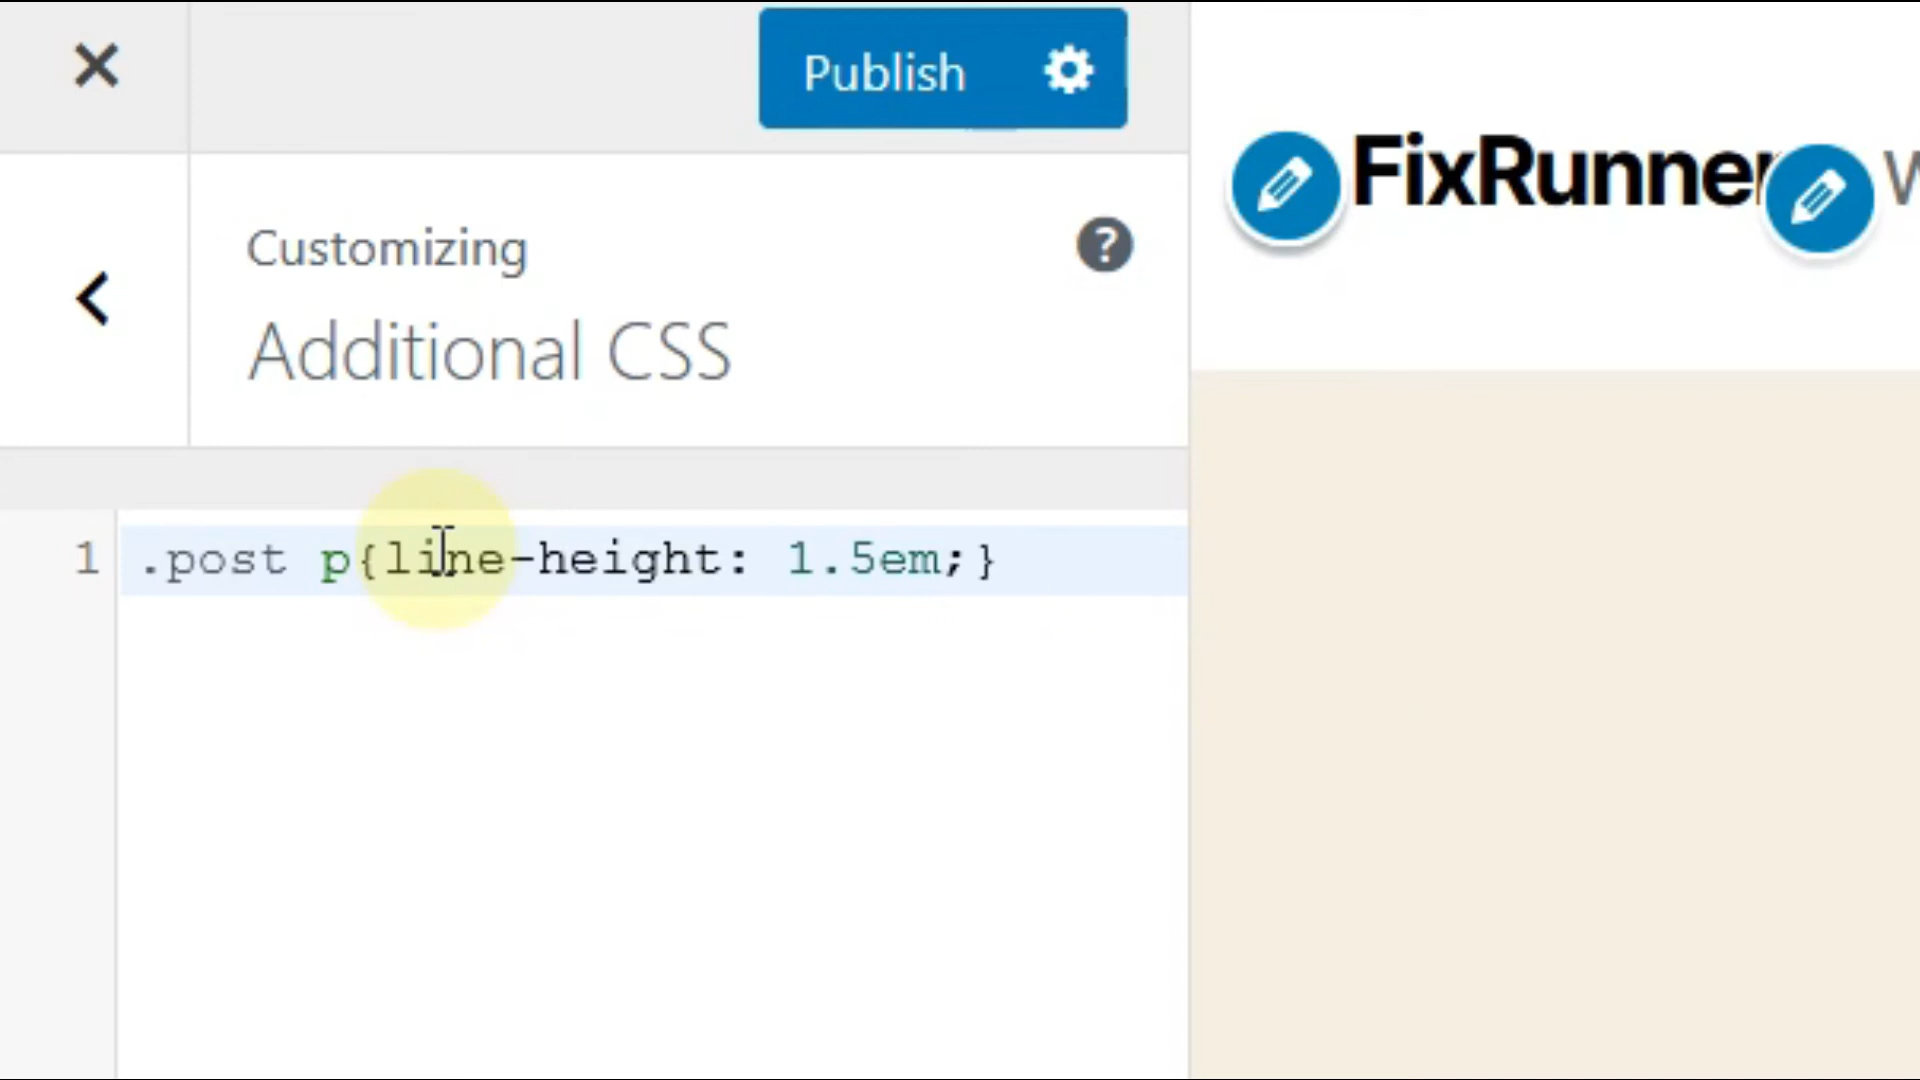 Publish
FixRunner
Customizing
?
Additional CSS
1 .post p{line-height: 1.5em;}